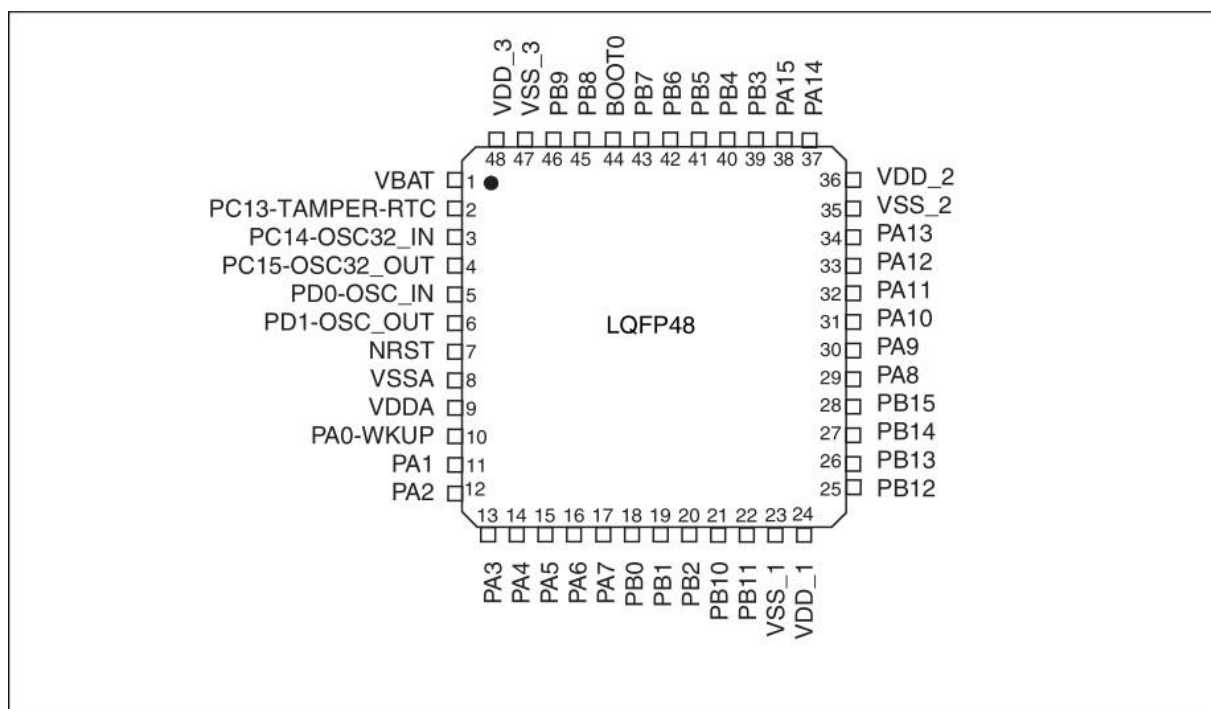 VDD_3
VSS_3
PB9
PB8
BOOT0
PB7
PB6
PB5
PB4
PB3
PA15
PA14
48 47 46 45 44 43 42 41 40 39 38 37
VBAT 1 36 VDD_2
PC13-TAMPER-RTC 2 35 VSS_2
PC14-OSC32_IN 3 34 PA13
PC15-OSC32_OUT 4 33 PA12
PD0-OSC_IN 5 32 PA11
PD1-OSC_OUT 6 LQFP48 31 PA10
NRST 7 30 PA9
VSSA 8 29 PA8
VDDA 9 28 PB15
PA0-WKUP 10 27 PB14
PA1 11 26 PB13
PA2 12 25 PB12
13 14 15 16 17 18 19 20 21 22 23 24
PA3
PA4
PA5
PA6
PA7
PB0
PB1
PB2
PB10
PB11
VSS_1
VDD_1